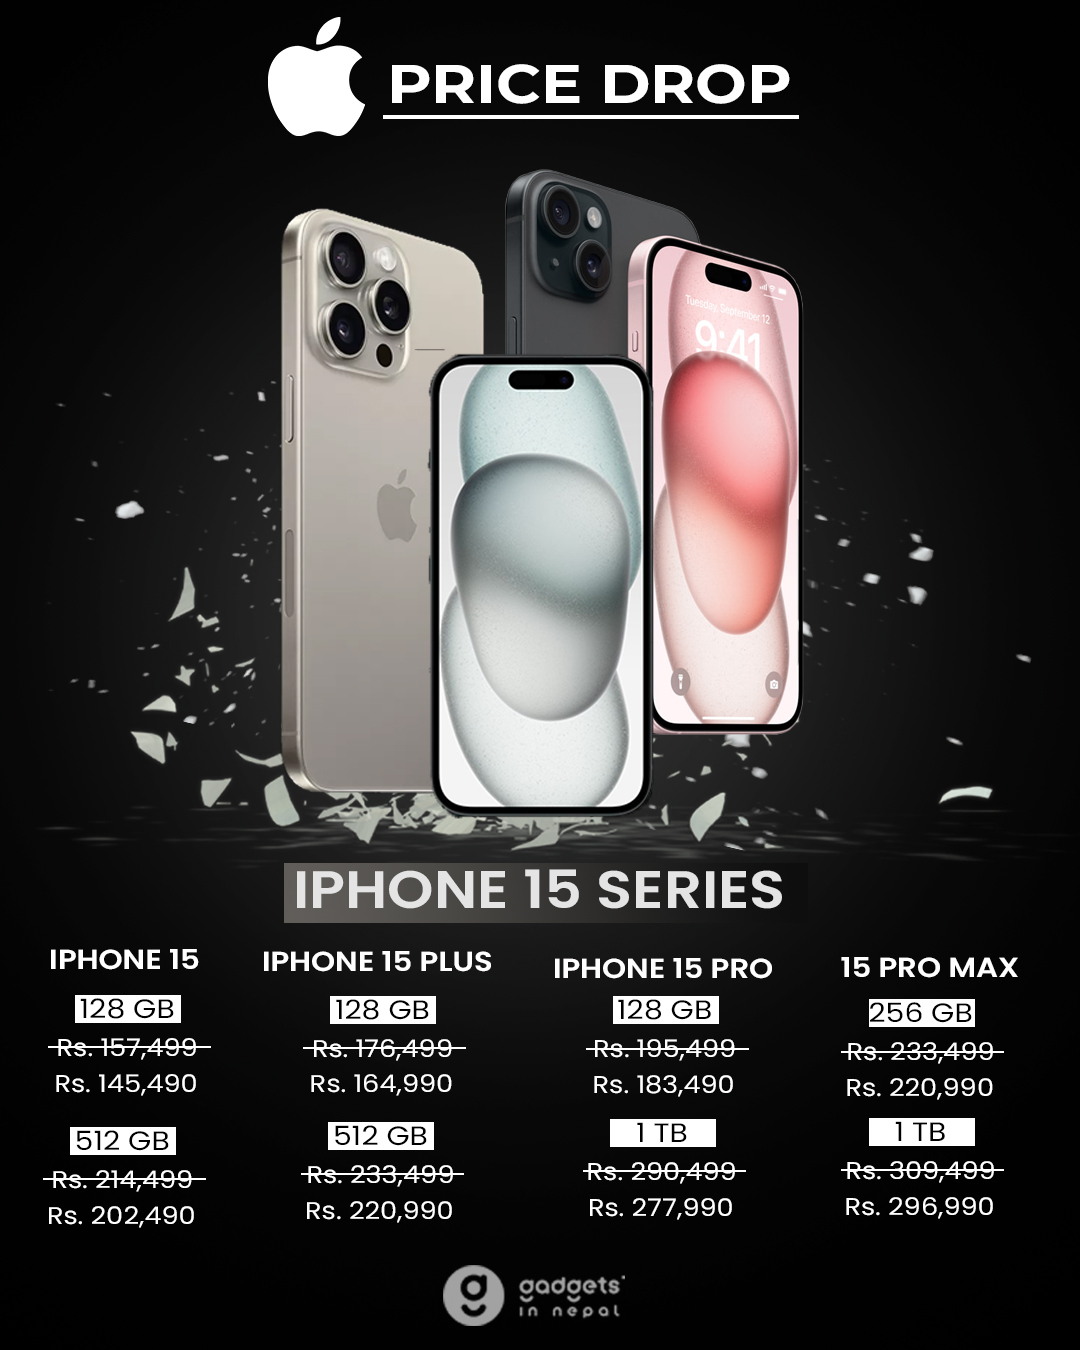 PRICE DROP
Tuesday, September 12
9:41
IPHONE 15 SERIES
IPHONE 15
128 GB
Rs. 157,499
Rs. 145,490
512 GB
Rs. 214,499
Rs. 202,490
IPHONE 15 PLUS
128 GB
Rs. 176,499
Rs. 164,990
512 GB
Rs. 233,499
Rs. 220,990
IPHONE 15 PRO
128 GB
Rs. 195,499
Rs. 183,490
1 TB
Rs. 290,499
Rs. 277,990
15 PRO MAX
256 GB
Rs. 233,499
Rs. 220,990
1 TB
Rs. 309,499
Rs. 296,990
gadgets
in nepal